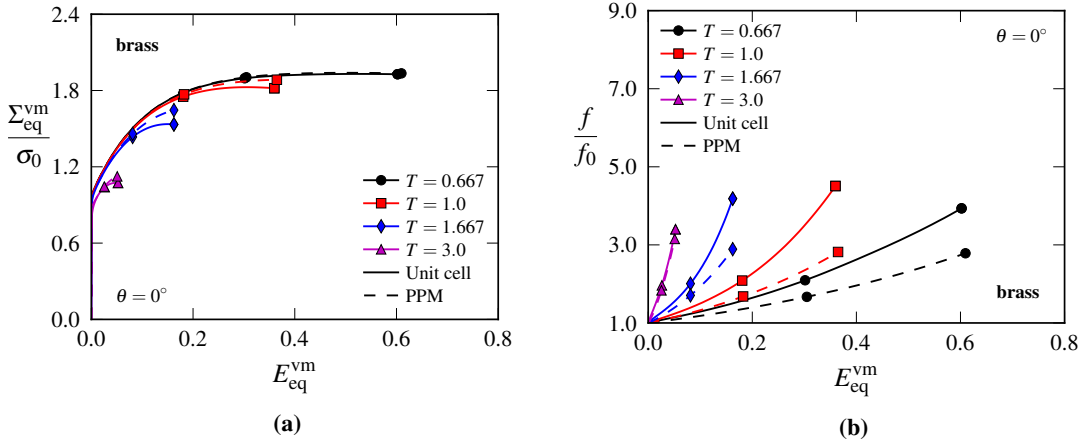 brass
2.4
1.8
1.2
0.6
0.0
Σ_eq^vm / σ_0
T = 0.667
T = 1.0
T = 1.667
T = 3.0
Unit cell
PPM
θ = 0°
0.0 0.2 0.4 0.6 0.8
E_eq^vm
(a)
9.0
7.0
5.0
3.0
1.0
f / f_0
T = 0.667
T = 1.0
T = 1.667
T = 3.0
Unit cell
PPM
θ = 0°
brass
0.0 0.2 0.4 0.6 0.8
E_eq^vm
(b)